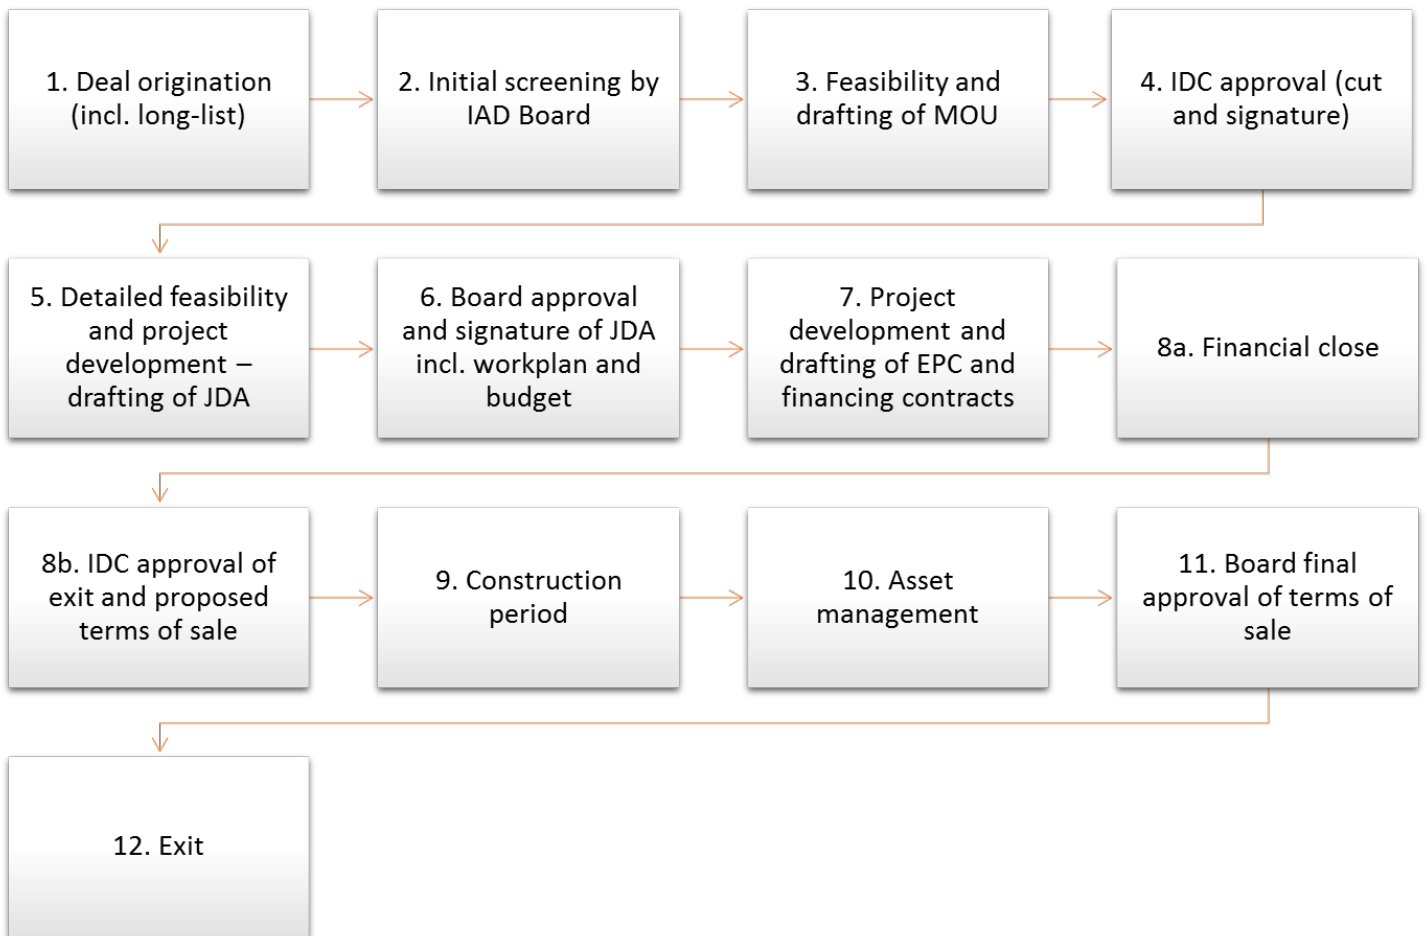 1. Deal origination
(incl. long-list)
2. Initial screening by
IAD Board
3. Feasibility and
drafting of MOU
4. IDC approval (cut
and signature)
5. Detailed feasibility
and project
development –
drafting of JDA
6. Board approval
and signature of JDA
incl. workplan and
budget
7. Project
development and
drafting of EPC and
financing contracts
8a. Financial close
8b. IDC approval of
exit and proposed
terms of sale
9. Construction
period
10. Asset
management
11. Board final
approval of terms of
sale
12. Exit